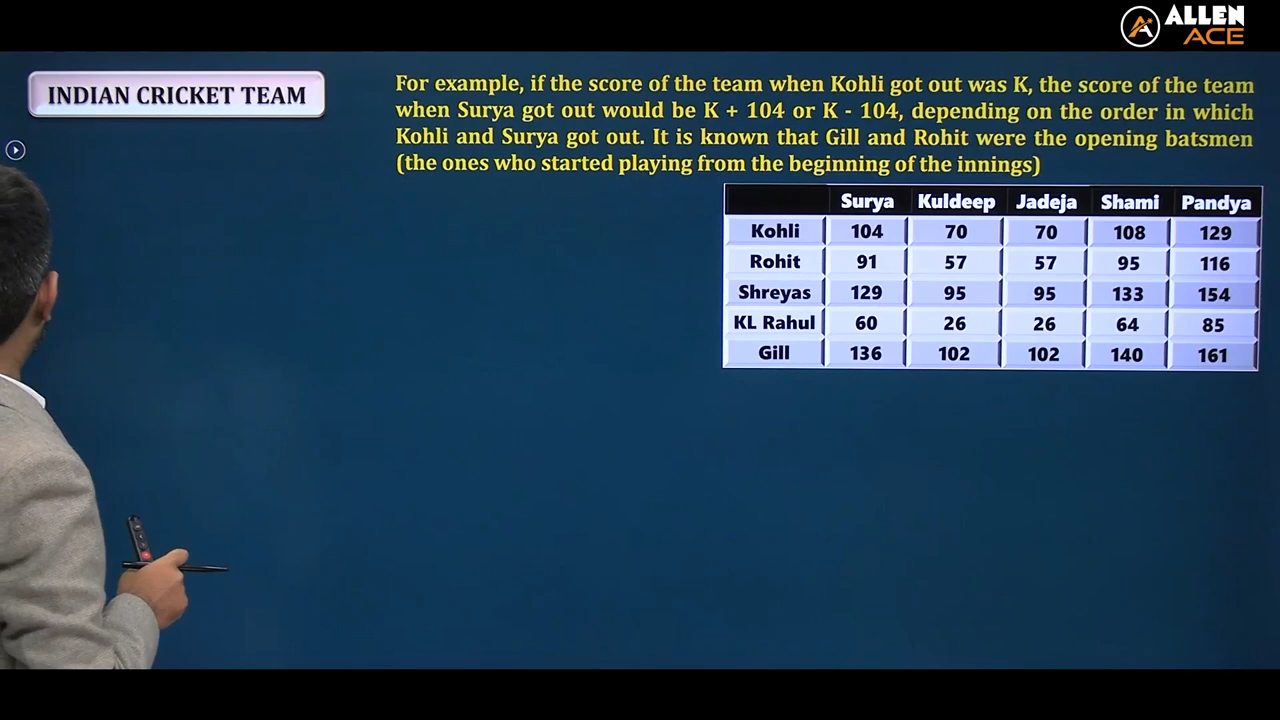 ALLEN
ACE
INDIAN CRICKET TEAM
For example, if the score of the team when Kohli got out was K, the score of the team
when Surya got out would be K + 104 or K - 104, depending on the order in which
Kohli and Surya got out. It is known that Gill and Rohit were the opening batsmen
(the ones who started playing from the beginning of the innings)
Surya Kuldeep Jadeja Shami Pandya
Kohli 104 70 70 108 129
Rohit 91 57 57 95 116
Shreyas 129 95 95 133 154
KL Rahul 60 26 26 64 85
Gill 136 102 102 140 161